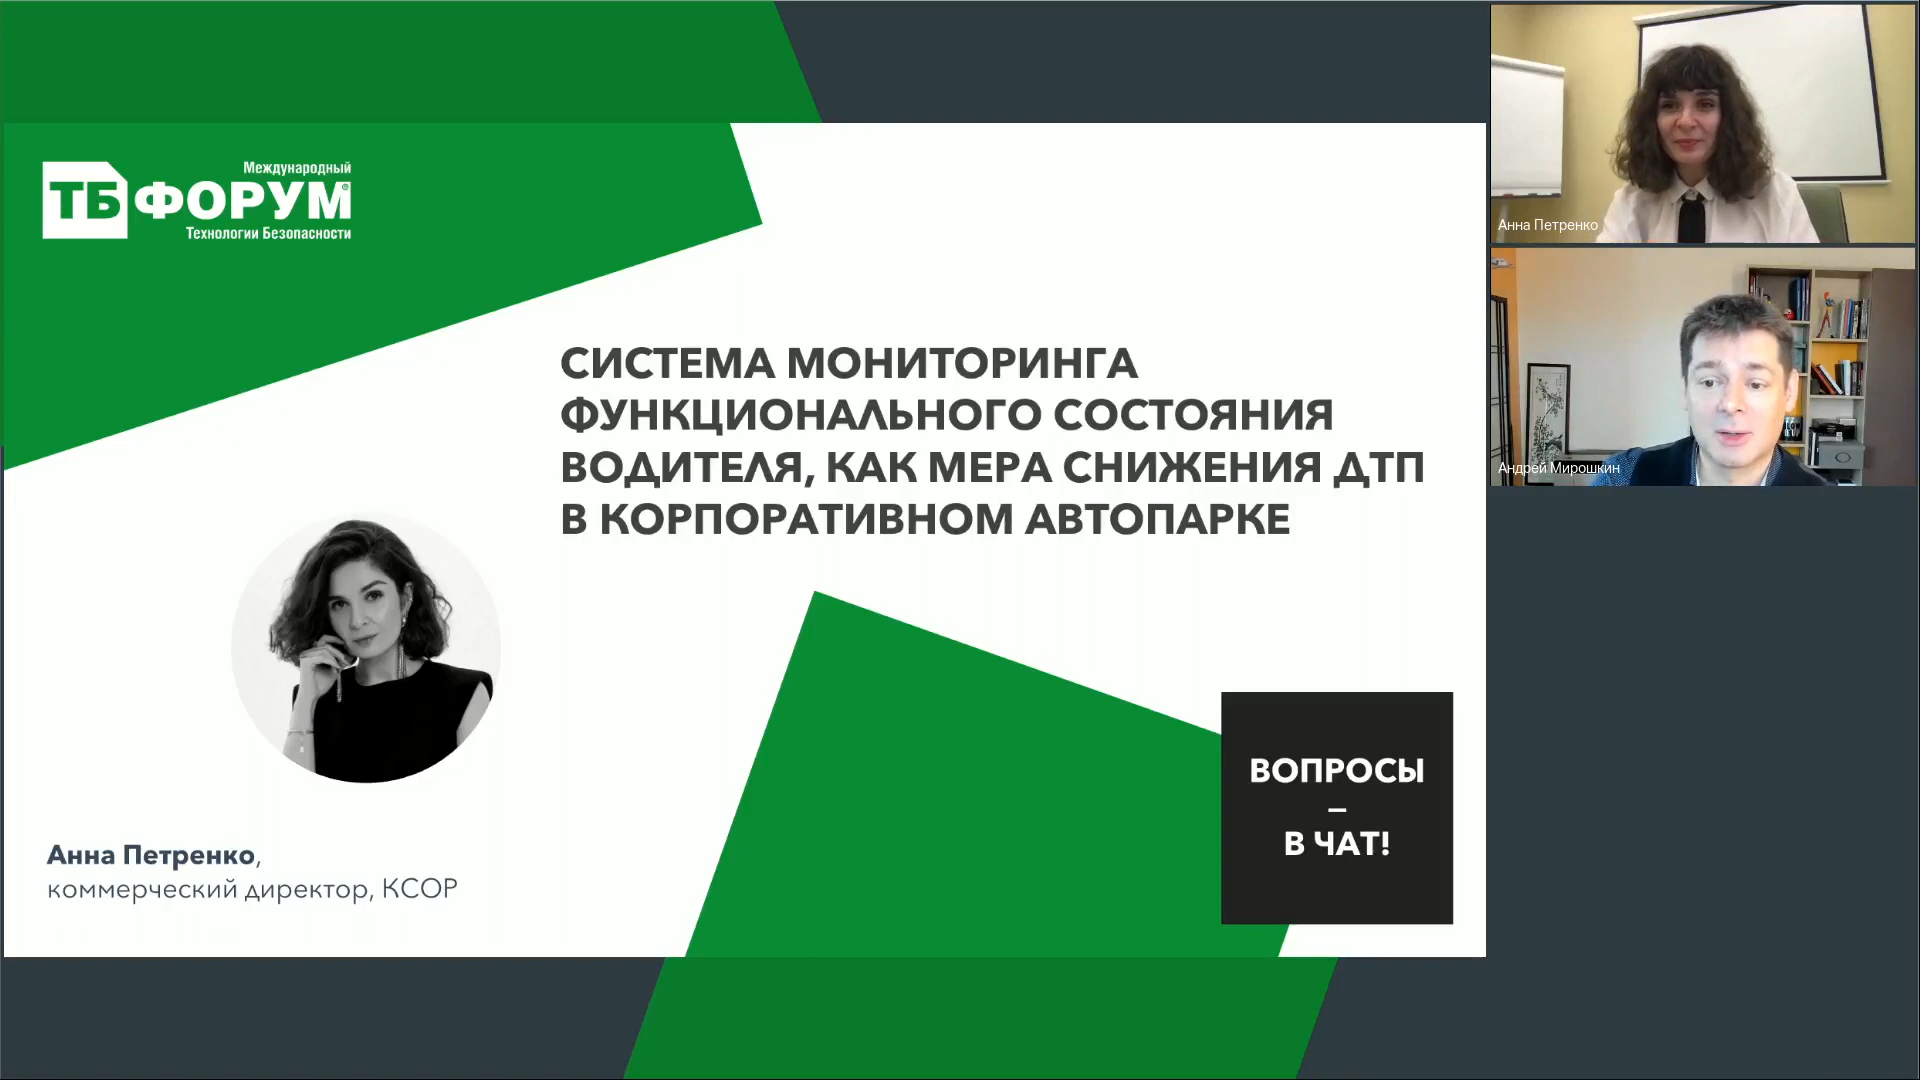 Международный
ТБ ФОРУМ
Технологии Безопасности
СИСТЕМА МОНИТОРИНГА
ФУНКЦИОНАЛЬНОГО СОСТОЯНИЯ
ВОДИТЕЛЯ, КАК МЕРА СНИЖЕНИЯ ДТП
В КОРПОРАТИВНОМ АВТОПАРКЕ
Анна Петренко,
коммерческий директор, КСОР
ВОПРОСЫ
–
В ЧАТ!
Анна Петренко
Андрей Мирошкин